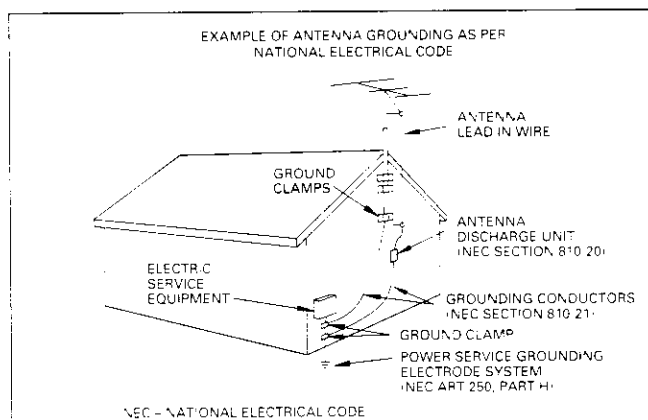 EXAMPLE OF ANTENNA GROUNDING AS PER
NATIONAL ELECTRICAL CODE
ANTENNA
LEAD IN WIRE
GROUND
CLAMPS
ANTENNA
DISCHARGE UNIT
(NEC SECTION 810 20)
ELECTRIC
SERVICE
EQUIPMENT
GROUNDING CONDUCTORS
(NEC SECTION 810 21)
GROUND CLAMP
POWER SERVICE GROUNDING
ELECTRODE SYSTEM
(NEC ART 250, PART H)
NEC – NATIONAL ELECTRICAL CODE